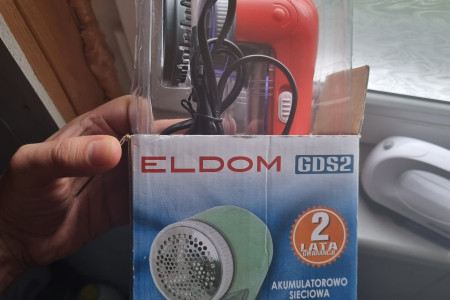 ELDOM GDS2
2
LATA
GWARANCJI
AKUMULATOROWO
SIECIOWA